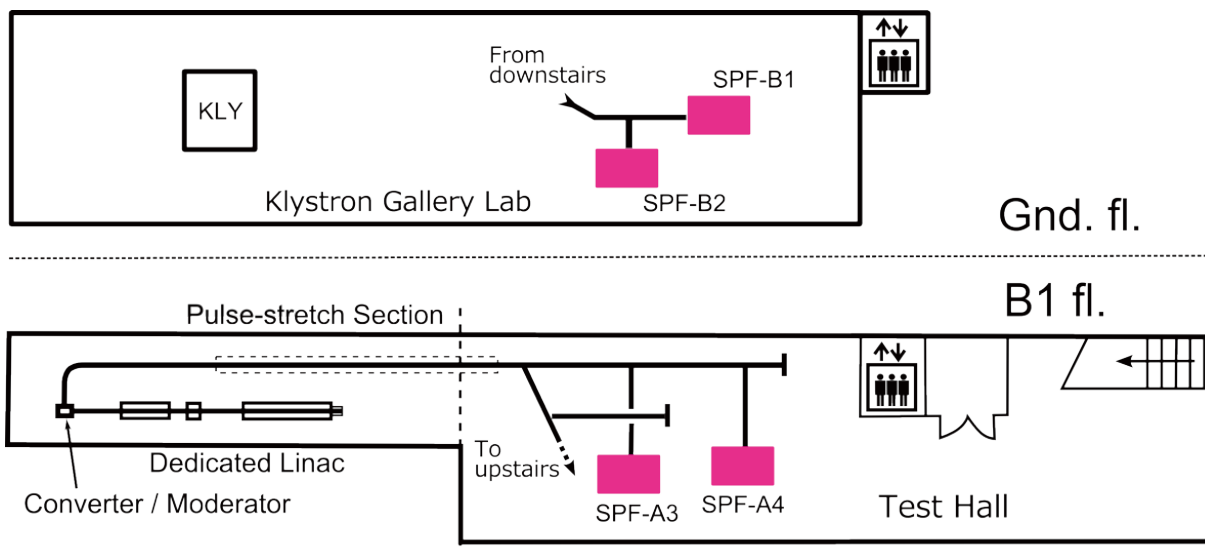 From
downstairs
SPF-B1
KLY
SPF-B2
Klystron Gallery Lab
Gnd. fl.
B1 fl.
Pulse-stretch Section
To
upstairs
Dedicated Linac
Converter / Moderator
SPF-A3
SPF-A4
Test Hall